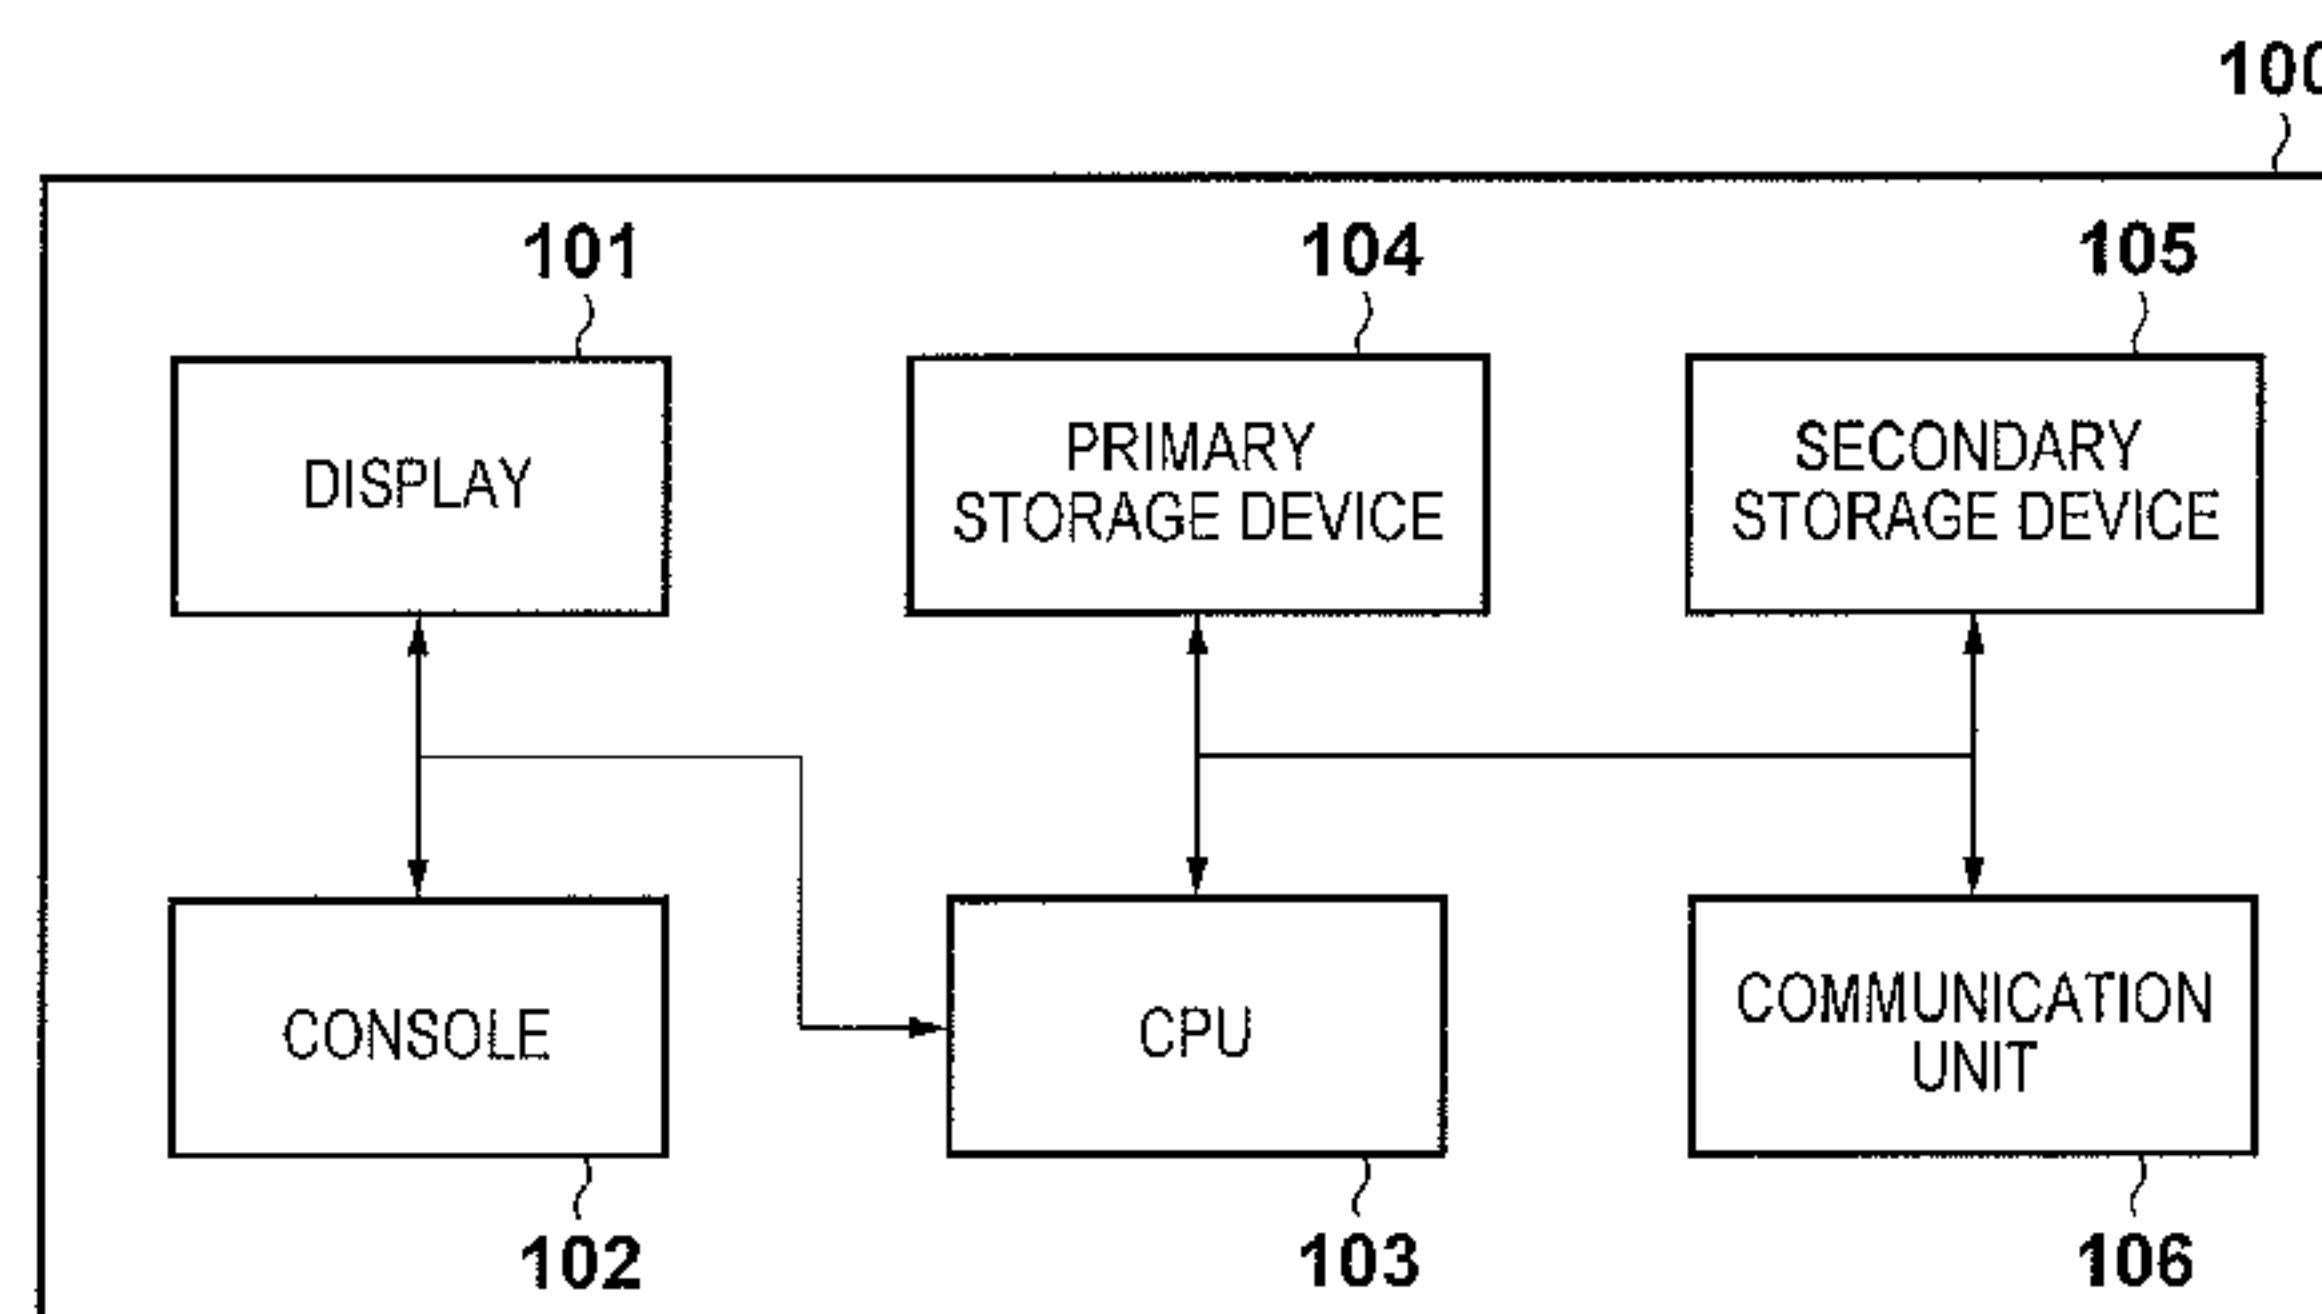 100
101
104
105
DISPLAY
PRIMARY
STORAGE DEVICE
SECONDARY
STORAGE DEVICE
CONSOLE
CPU
COMMUNICATION
UNIT
102
103
106